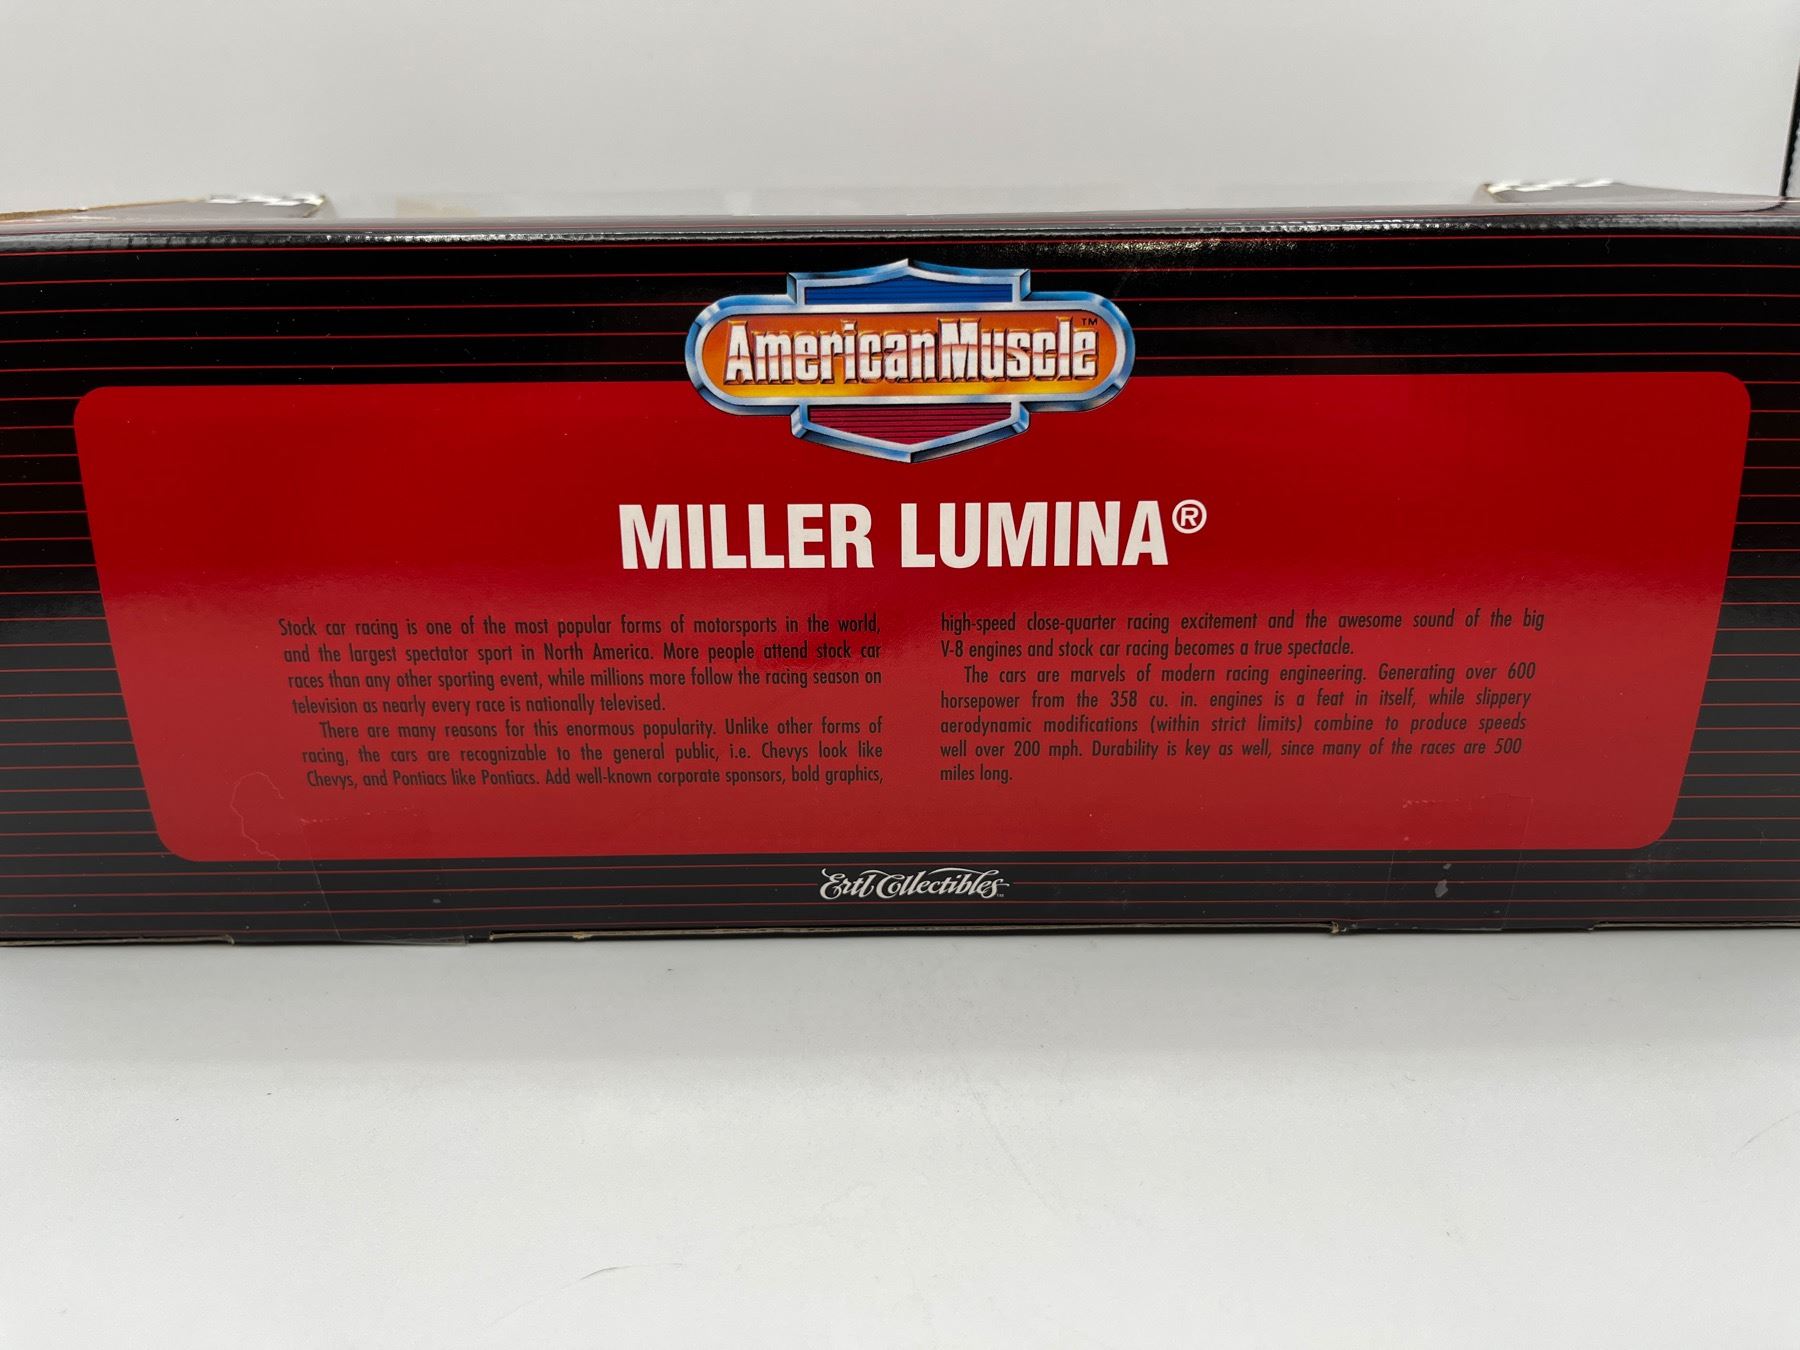 AmericanMuscle™
MILLER LUMINA®
Stock car racing is one of the most popular forms of motorsports in the world,
and the largest spectator sport in North America. More people attend stock car
races than any other sporting event, while millions more follow the racing season on
television as nearly every race is nationally televised.
There are many reasons for this enormous popularity. Unlike other forms of
racing, the cars are recognizable to the general public, i.e. Chevys look like
Chevys, and Pontiacs like Pontiacs. Add well-known corporate sponsors, bold graphics,
high-speed close-quarter racing excitement and the awesome sound of the big
V-8 engines and stock car racing becomes a true spectacle.
The cars are marvels of modern racing engineering. Generating over 600
horsepower from the 358 cu. in. engines is a feat in itself, while slippery
aerodynamic modifications (within strict limits) combine to produce speeds
well over 200 mph. Durability is key as well, since many of the races are 500
miles long.
Ertl Collectibles™